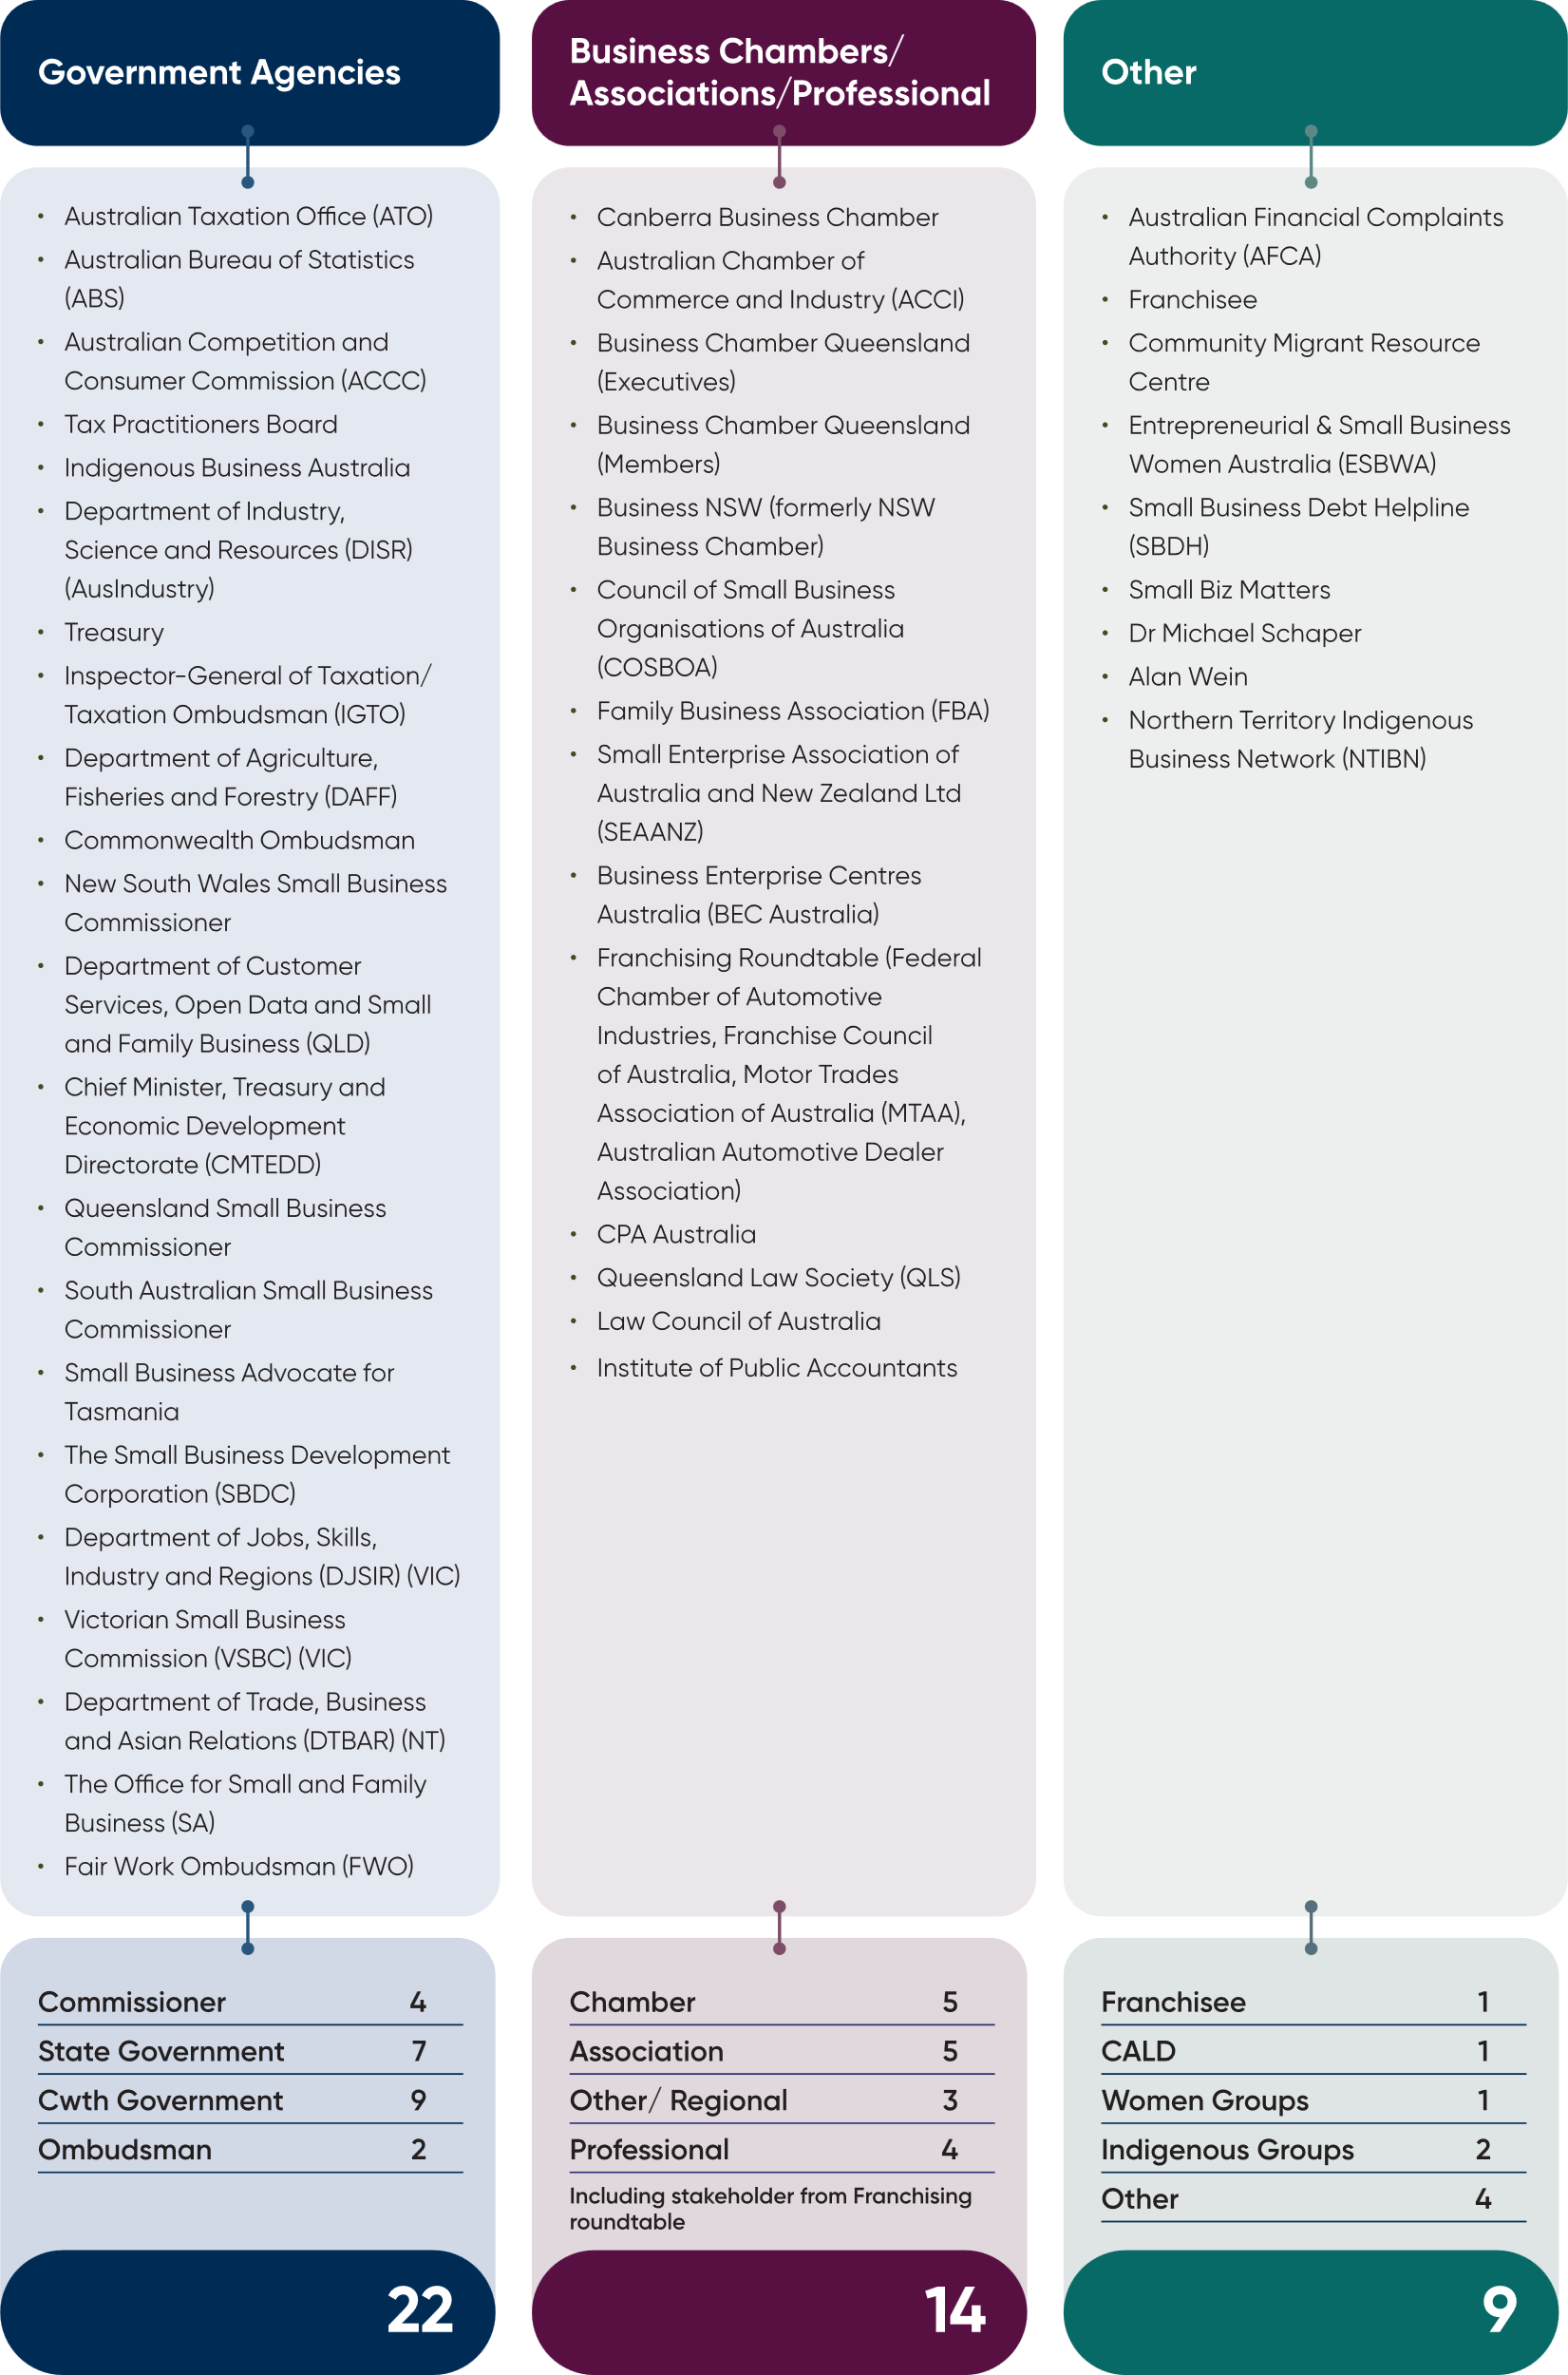 Government Agencies
• Australian Taxation Office (ATO)
• Australian Bureau of Statistics
(ABS)
• Australian Competition and
Consumer Commission (ACCC)
• Tax Practitioners Board
• Indigenous Business Australia
• Department of Industry,
Science and Resources (DISR)
(AusIndustry)
• Treasury
• Inspector-General of Taxation/
Taxation Ombudsman (IGTO)
• Department of Agriculture,
Fisheries and Forestry (DAFF)
• Commonwealth Ombudsman
• New South Wales Small Business
Commissioner
• Department of Customer
Services, Open Data and Small
and Family Business (QLD)
• Chief Minister, Treasury and
Economic Development
Directorate (CMTEDD)
• Queensland Small Business
Commissioner
• South Australian Small Business
Commissioner
• Small Business Advocate for
Tasmania
• The Small Business Development
Corporation (SBDC)
• Department of Jobs, Skills,
Industry and Regions (DJSIR) (VIC)
• Victorian Small Business
Commission (VSBC) (VIC)
• Department of Trade, Business
and Asian Relations (DTBAR) (NT)
• The Office for Small and Family
Business (SA)
• Fair Work Ombudsman (FWO)
Commissioner 4
State Government 7
Cwth Government 9
Ombudsman 2
22
Business Chambers/
Associations/Professional
• Canberra Business Chamber
• Australian Chamber of
Commerce and Industry (ACCI)
• Business Chamber Queensland
(Executives)
• Business Chamber Queensland
(Members)
• Business NSW (formerly NSW
Business Chamber)
• Council of Small Business
Organisations of Australia
(COSBOA)
• Family Business Association (FBA)
• Small Enterprise Association of
Australia and New Zealand Ltd
(SEAANZ)
• Business Enterprise Centres
Australia (BEC Australia)
• Franchising Roundtable (Federal
Chamber of Automotive
Industries, Franchise Council
of Australia, Motor Trades
Association of Australia (MTAA),
Australian Automotive Dealer
Association)
• CPA Australia
• Queensland Law Society (QLS)
• Law Council of Australia
• Institute of Public Accountants
Chamber 5
Association 5
Other/ Regional 3
Professional 4
Including stakeholder from Franchising
roundtable
14
Other
• Australian Financial Complaints
Authority (AFCA)
• Franchisee
• Community Migrant Resource
Centre
• Entrepreneurial & Small Business
Women Australia (ESBWA)
• Small Business Debt Helpline
(SBDH)
• Small Biz Matters
• Dr Michael Schaper
• Alan Wein
• Northern Territory Indigenous
Business Network (NTIBN)
Franchisee 1
CALD 1
Women Groups 1
Indigenous Groups 2
Other 4
9